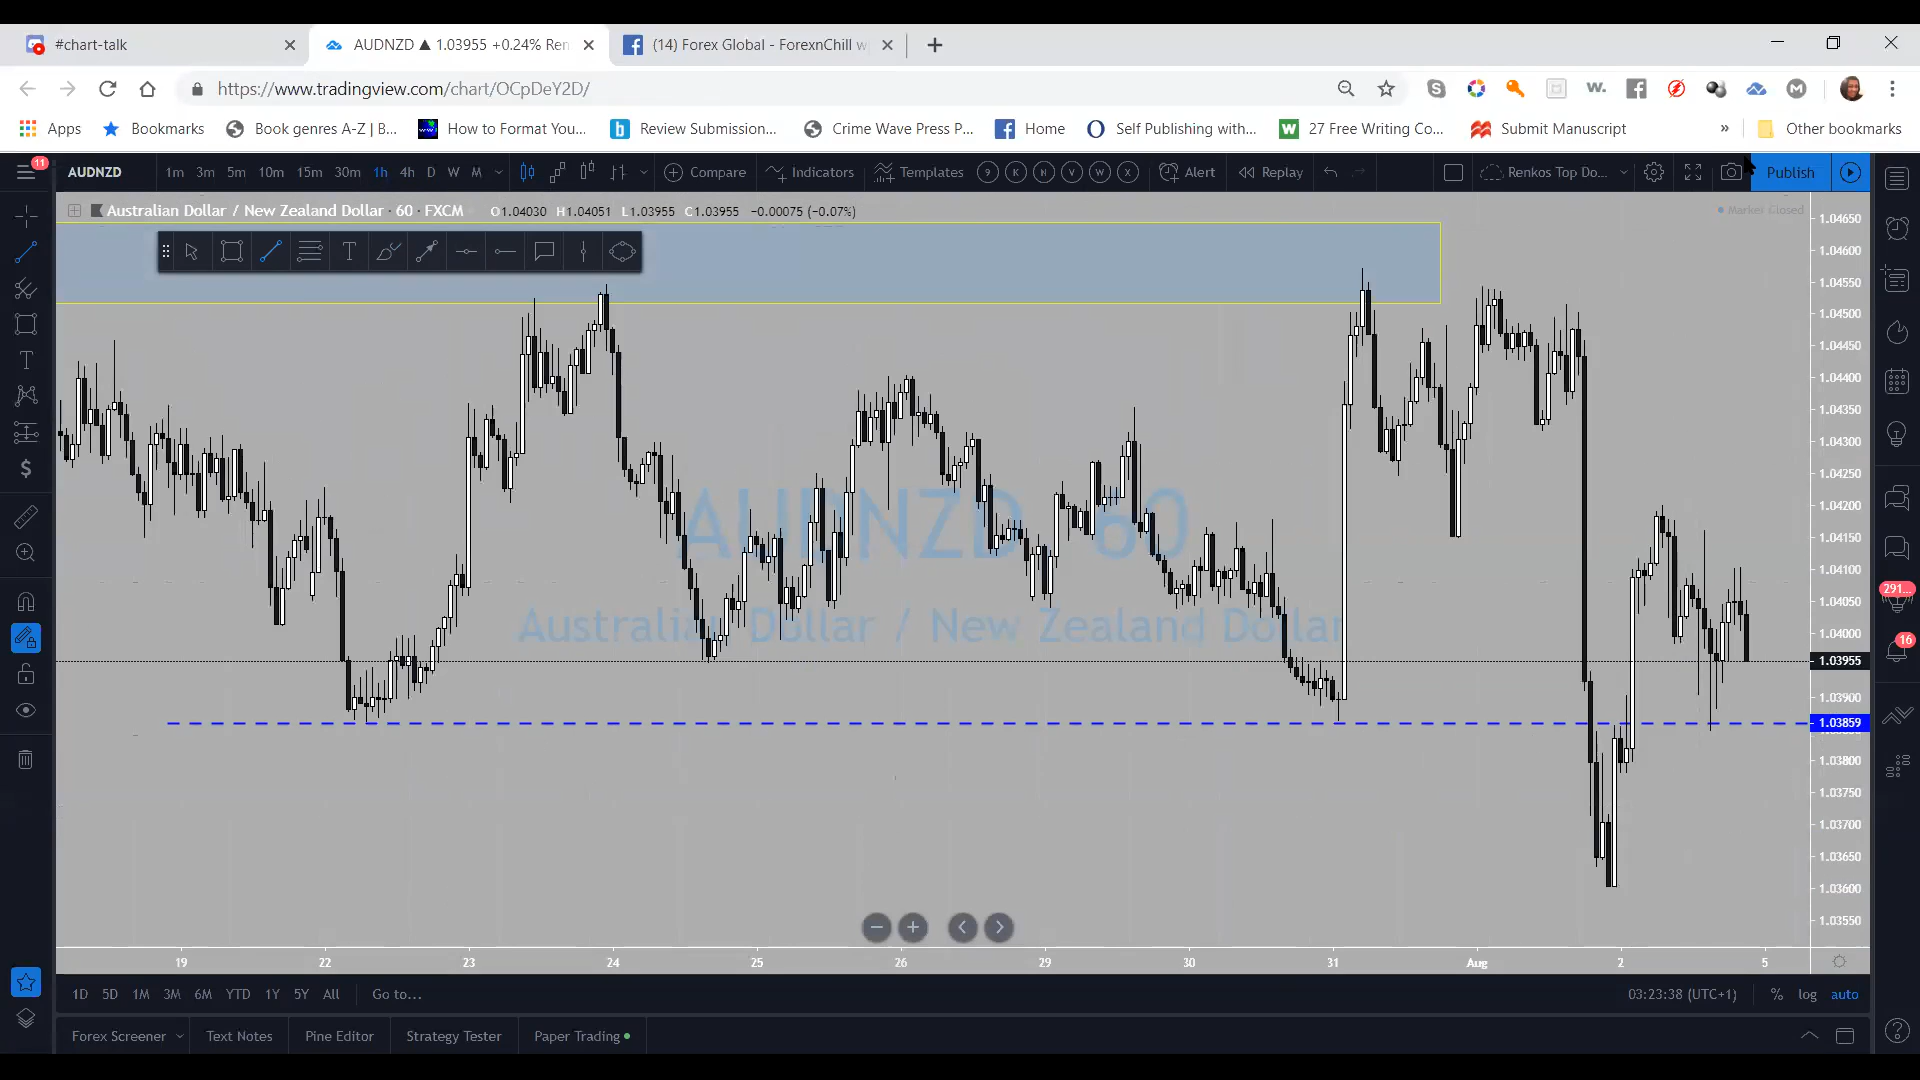 #chart-talk
AUDNZD ▲ 1.03955 +0.24% Ren
(14) Forex Global - ForexnChill w
https://www.tradingview.com/chart/OCpDeY2D/
Apps
Bookmarks
Book genres A-Z | B...
How to Format You...
Review Submission...
Crime Wave Press P...
Home
Self Publishing with...
27 Free Writing Co...
Submit Manuscript
»
Other bookmarks
11
AUDNZD
1m 3m 5m 10m 15m 30m 1h 4h D W M
Compare
Indicators
Templates
9 K N V W X
Alert
Replay
Renkos Top Do...
Publish
Australian Dollar / New Zealand Dollar · 60 · FXCM O1.04030 H1.04051 L1.03955 C1.03955 −0.00075 (−0.07%)
Market Closed
1.04650
1.04600
1.04550
1.04500
1.04450
1.04400
1.04350
1.04300
1.04250
1.04200
1.04150
1.04100
1.04050
1.04000
1.03955
1.03900
1.03859
1.03800
1.03750
1.03700
1.03650
1.03600
1.03550
AUDNZD 60
Australian Dollar / New Zealand Dollar
291...
16
19 22 23 24 25 26 29 30 31 Aug 2 5
1D 5D 1M 3M 6M YTD 1Y 5Y All Go to...
03:23:38 (UTC+1) % log auto
Forex Screener Text Notes Pine Editor Strategy Tester Paper Trading